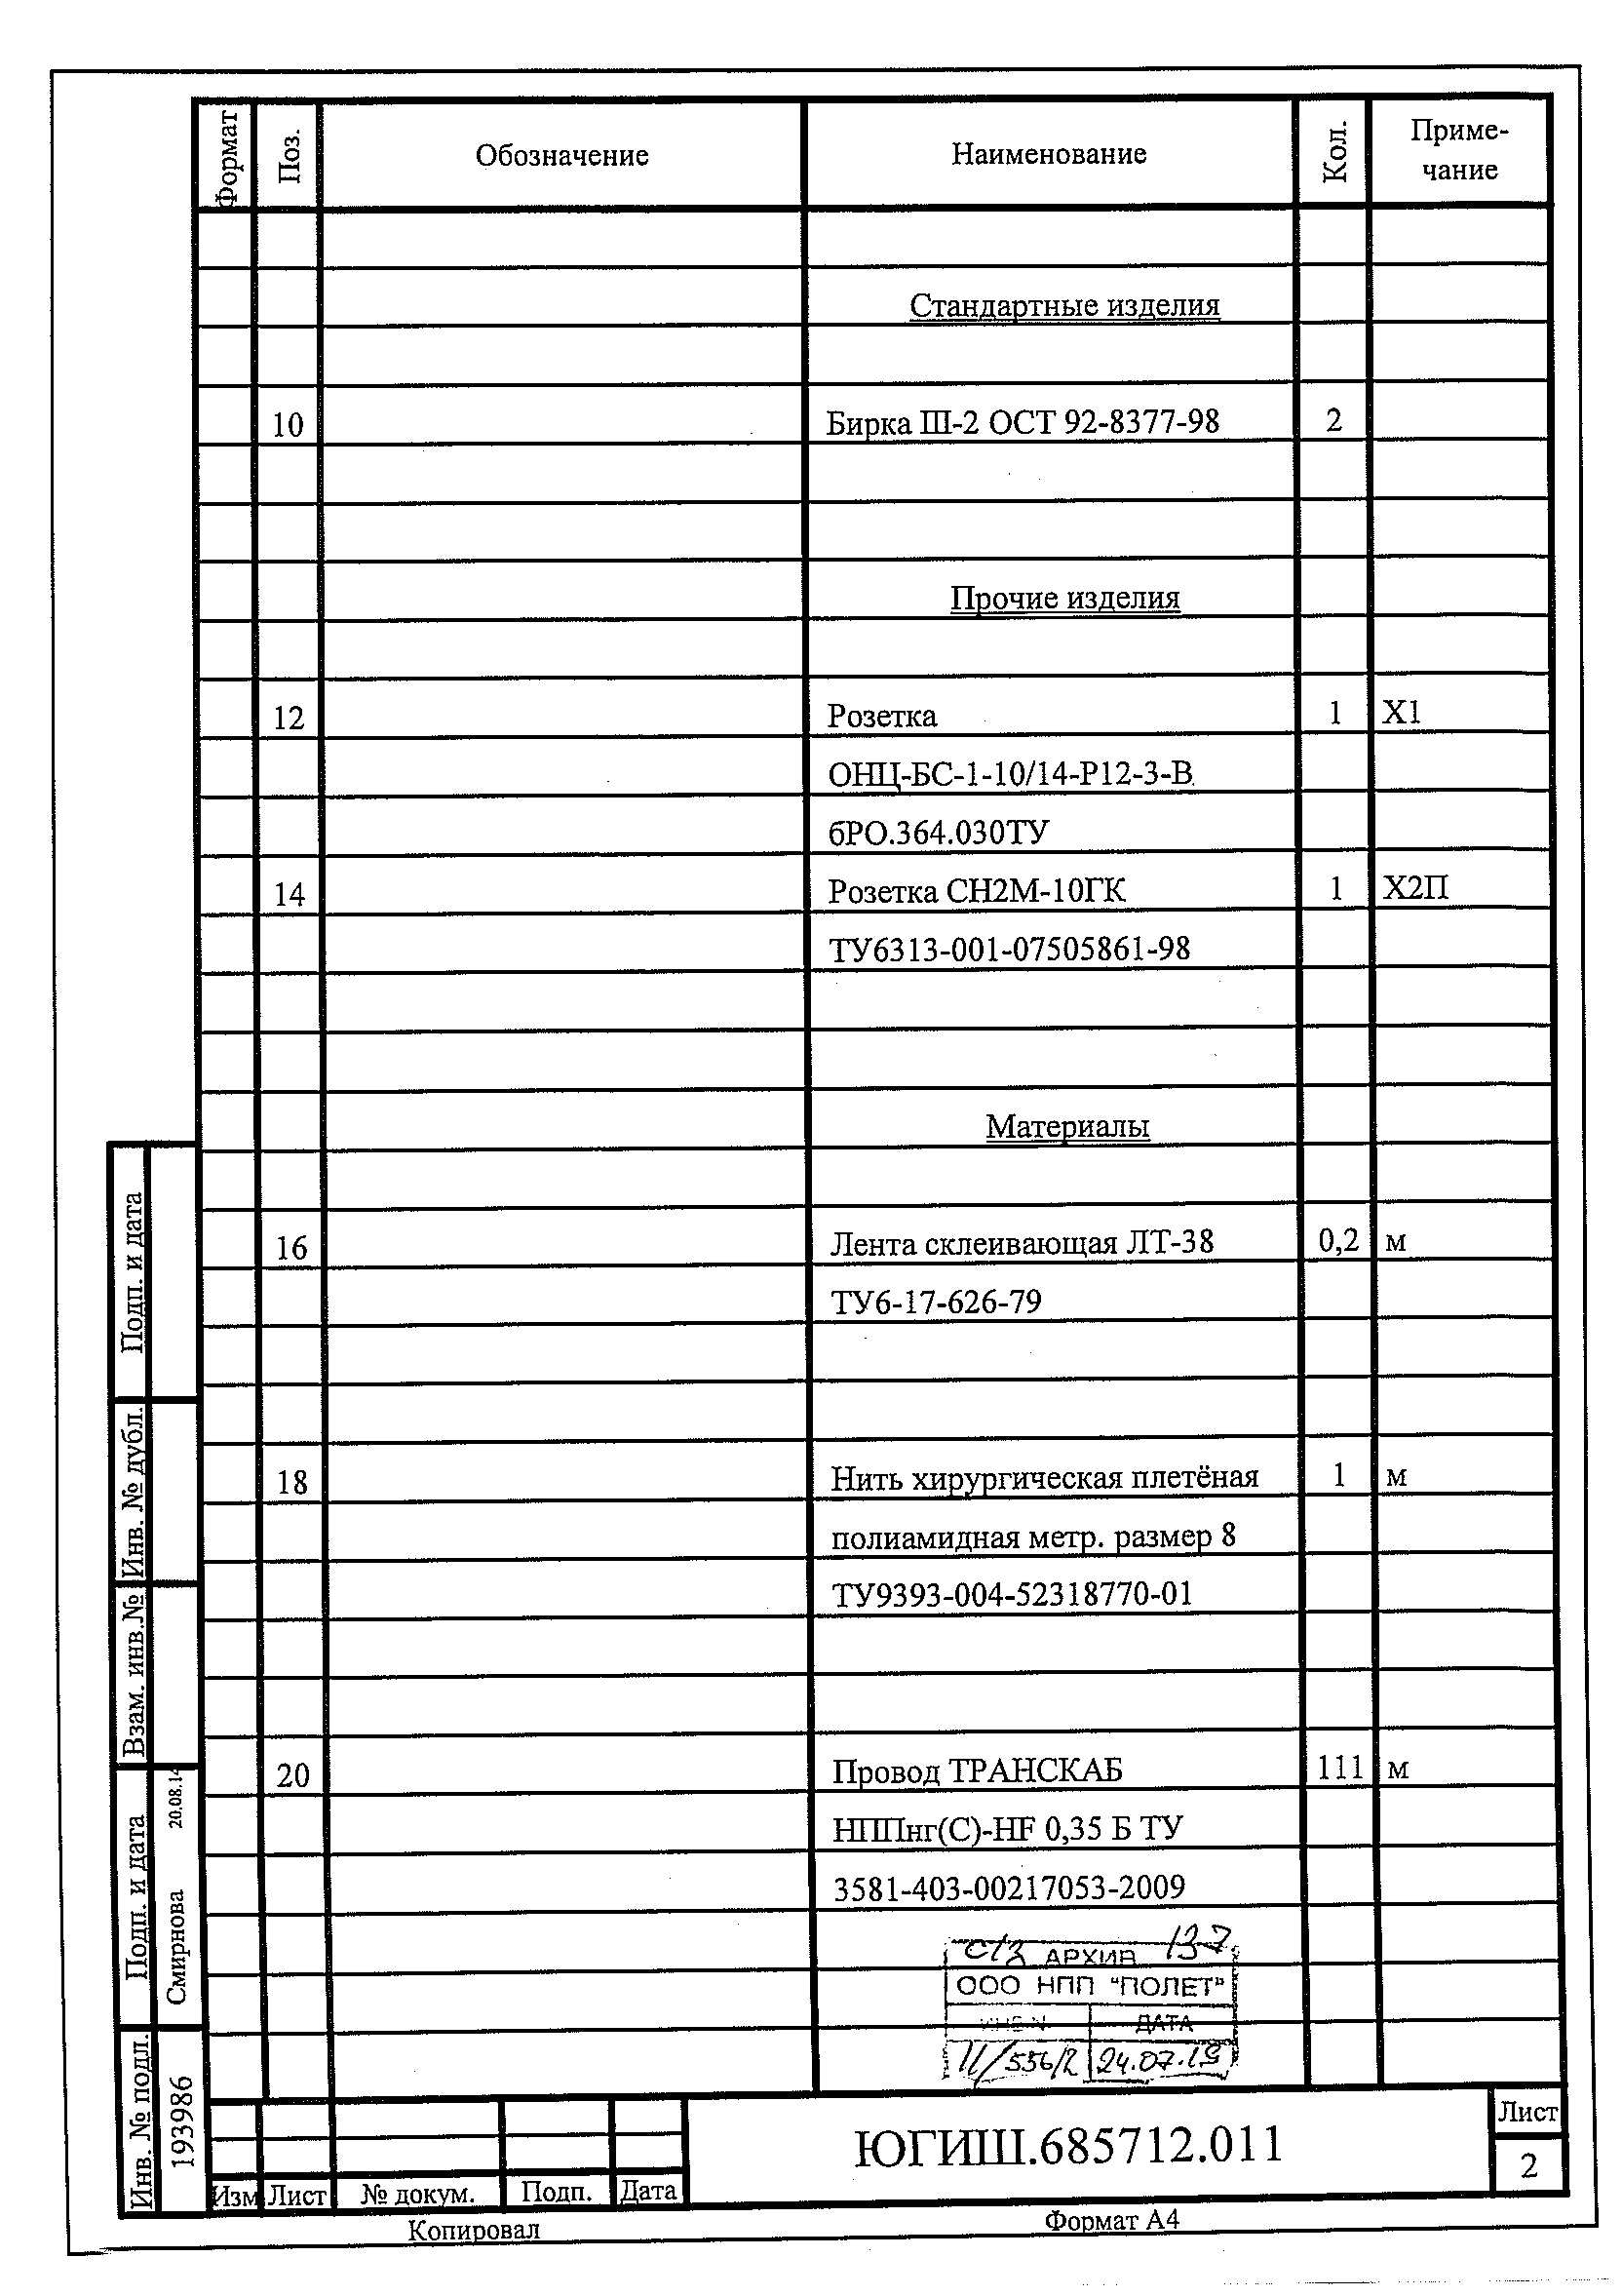 Формат Поз. Обозначение Наименование Кол. Приме-
чание
Стандартные изделия
10 Бирка Ш-2 ОСТ 92-8377-98 2
Прочие изделия
12 Розетка 1 X1
ОНЦ-БС-1-10/14-Р12-3-В
бРО.364.030ТУ
14 Розетка СН2М-10ГК 1 Х2П
ТУ6313-001-07505861-98
Материалы
16 Лента склеивающая ЛТ-38 0,2 м
ТУ6-17-626-79
18 Нить хирургическая плетёная 1 м
полиамидная метр. размер 8
ТУ9393-004-52318770-01
20 Провод ТРАНСКАБ 111 м
НППнг(С)-HF 0,35 Б ТУ
3581-403-00217053-2009
АРХИВ 137
ООО НПП "ПОЛЕТ"
ИНВ N ДАТА
11/556/2 24.07.19
Подп. и дата
Инв. № дубл.
Взам. инв.№
Подп. и дата
Смирнова 20.08.14
Инв. № подл.
193986
ЮГИШ.685712.011
Лист
2
Изм Лист № докум. Подп. Дата
Копировал Формат А4